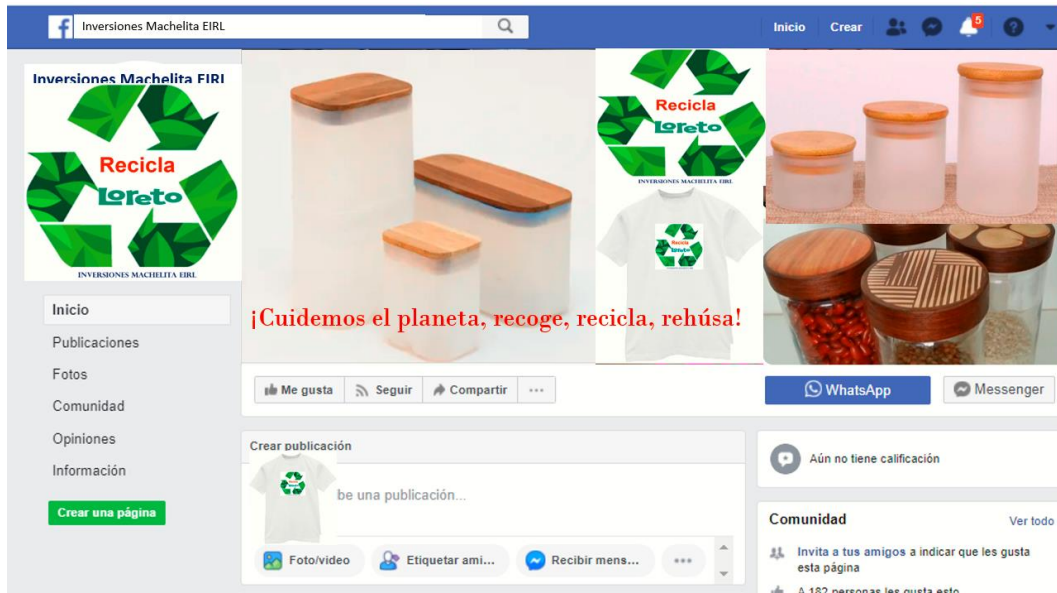 Inversiones Machelita EIRL
Inicio Crear 5 ?
Inversiones Machelita EIRL
Recicla
Loreto
INVERSIONES MACHELITA EIRL
Recicla
Loreto
INVERSIONES MACHELITA EIRL
Recicla
Loreto
¡Cuidemos el planeta, recoge, recicla, rehúsa!
Inicio
Publicaciones
Fotos
Comunidad
Opiniones
Información
Crear una página
Me gusta Seguir Compartir ...
WhatsApp Messenger
Crear publicación
be una publicación...
Foto/video Etiquetar ami... Recibir mens... ...
Aún no tiene calificación
Comunidad Ver todo
Invita a tus amigos a indicar que les gusta
esta página
A 182 personas les gusta esto